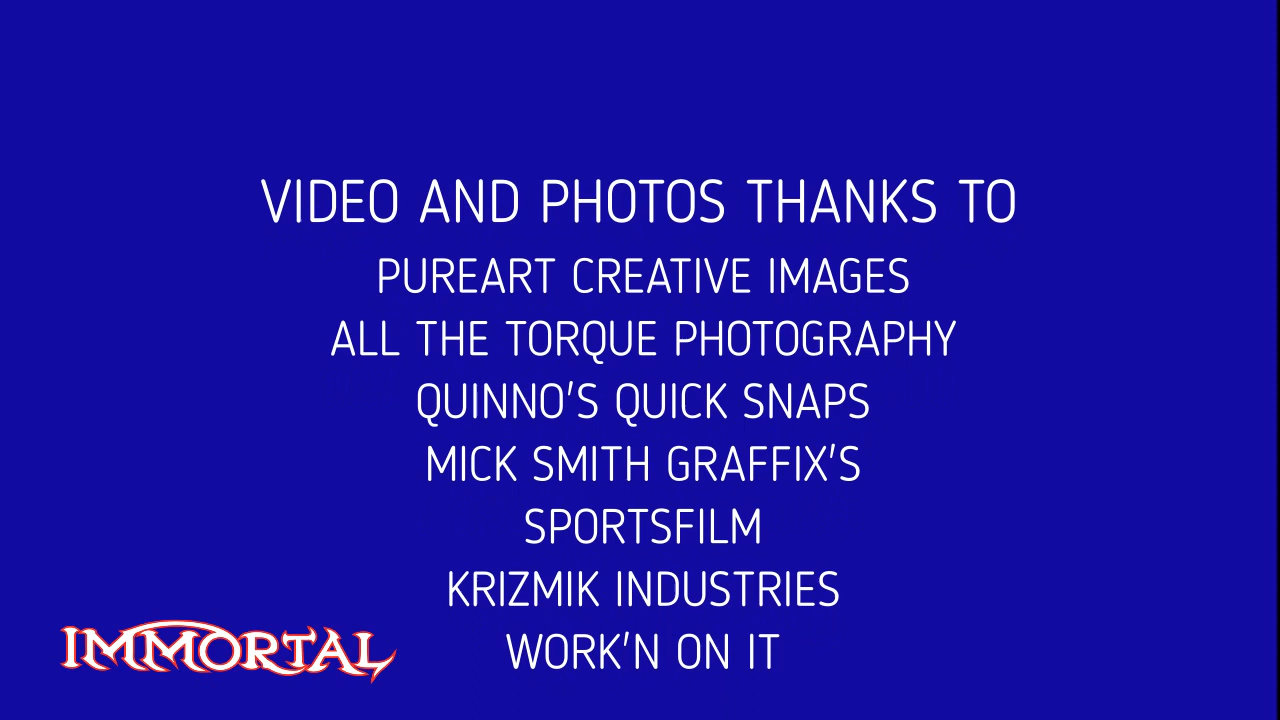 VIDEO AND PHOTOS THANKS TO
PUREART CREATIVE IMAGES
ALL THE TORQUE PHOTOGRAPHY
QUINNO'S QUICK SNAPS
MICK SMITH GRAFFIX'S
SPORTSFILM
KRIZMIK INDUSTRIES
WORK'N ON IT
IMMORTAL